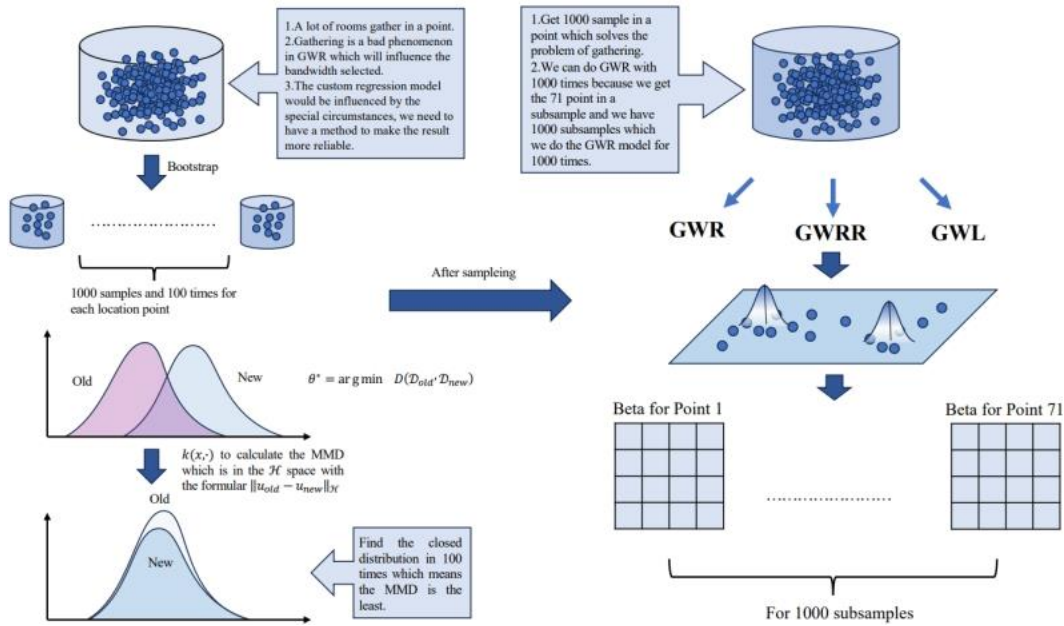 1.A lot of rooms gather in a point.
2.Gathering is a bad phenomenon
in GWR which will influence the
bandwidth selected.
3.The custom regression model
would be influenced by the
special circumstances, we need to
have a method to make the result
more reliable.
Bootstrap
1000 samples and 100 times for
each location point
Old
New
θ* = arg min D(𝒟old, 𝒟new)
k(x,·) to calculate the MMD
which is in the ℋ space with
the formular ‖uold − unew‖ℋ
Old
New
Find the closed
distribution in 100
times which means
the MMD is the
least.
After sampleing
1.Get 1000 sample in a
point which solves the
problem of gathering.
2.We can do GWR with
1000 times because we get
the 71 point in a
subsample and we have
1000 subsamples which
we do the GWR model for
1000 times.
GWR
GWRR
GWL
Beta for Point 1
Beta for Point 71
For 1000 subsamples